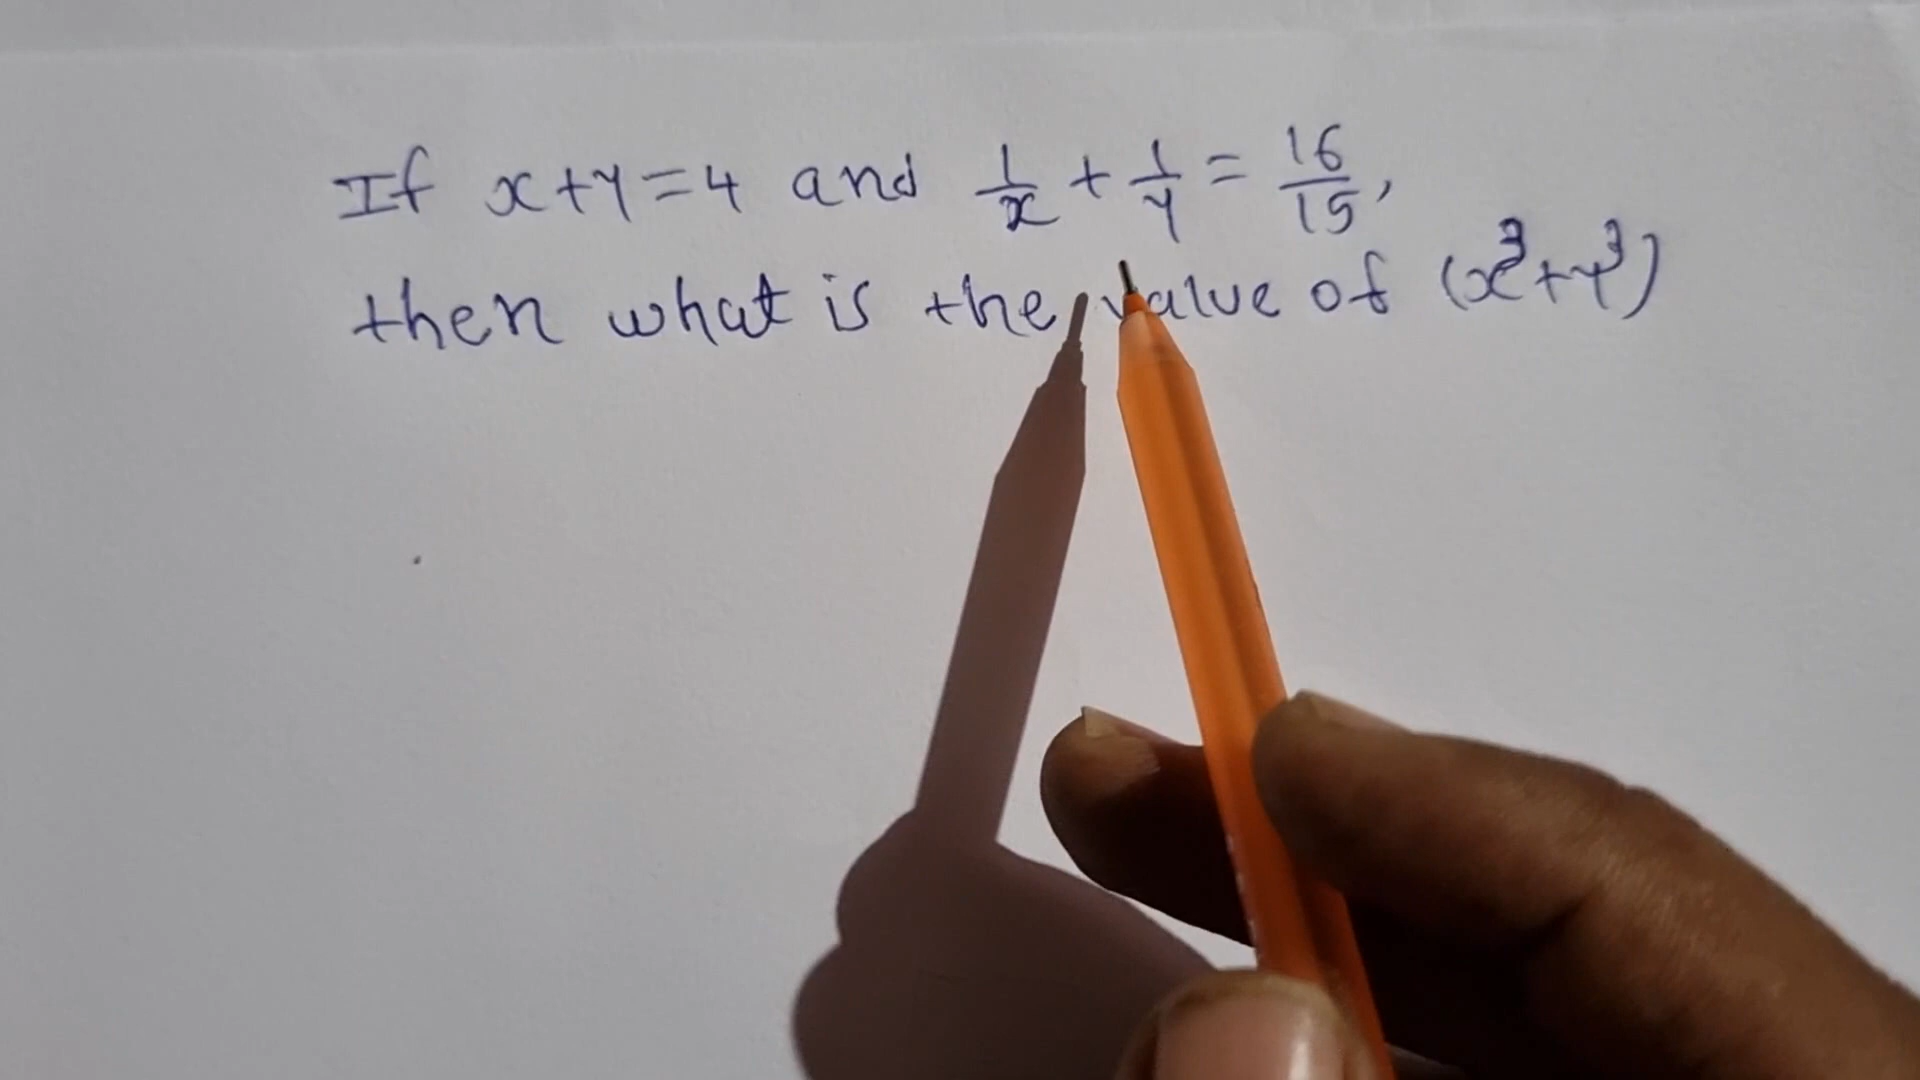 If x+y=4 and 1/x + 1/y = 16/15,
then what is the value of (x³+y³)